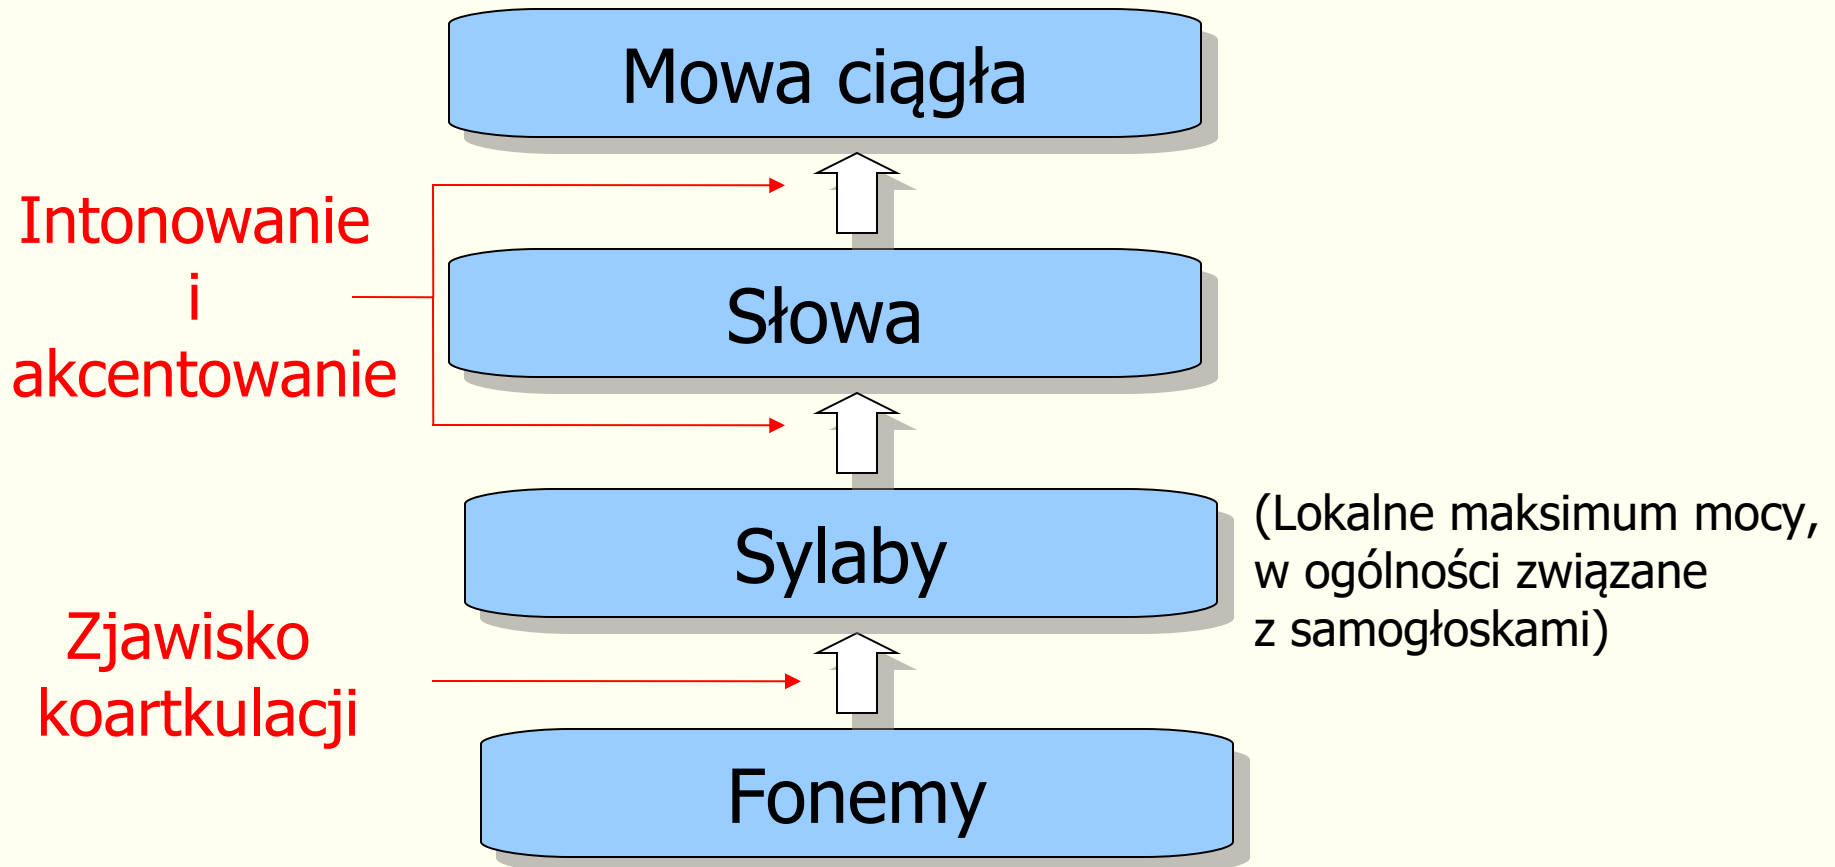 Mowa ciągła
Intonowanie
i
akcentowanie
Słowa
Sylaby
(Lokalne maksimum mocy,
w ogólności związane
z samogłoskami)
Zjawisko
koartkulacji
Fonemy